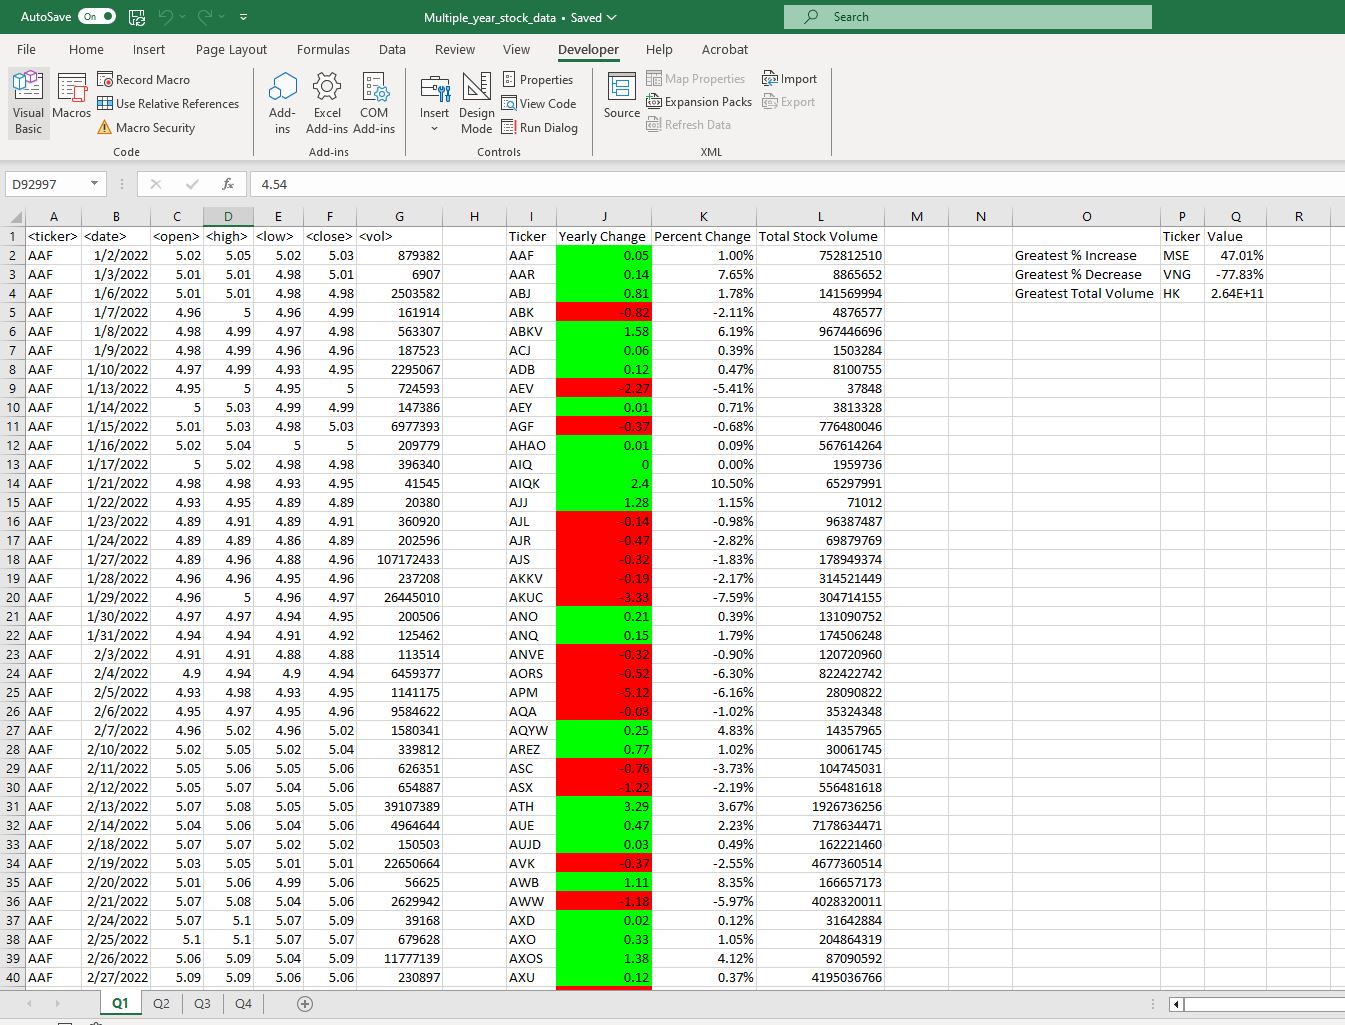 AutoSave On Multiple_year_stock_data • Saved Search
File Home Insert Page Layout Formulas Data Review View Developer Help Acrobat
Visual Basic
Macros
Record Macro
Use Relative References
Macro Security
Code
Add-ins
Excel Add-ins
COM Add-ins
Add-ins
Insert
Design Mode
Properties
View Code
Run Dialog
Controls
Source
Map Properties
Expansion Packs
Refresh Data
Import
Export
XML
D92997 fx 4.54
A B C D E F G H I J K L M N O P Q R
1 <ticker> <date> <open> <high> <low> <close> <vol> Ticker Yearly Change Percent Change Total Stock Volume Ticker Value
2 AAF 1/2/2022 5.02 5.05 5.02 5.03 879382 AAF 0.05 1.00% 752812510 Greatest % Increase MSE 47.01%
3 AAF 1/3/2022 5.01 5.01 4.98 5.01 6907 AAR 0.14 7.65% 8865652 Greatest % Decrease VNG -77.83%
4 AAF 1/6/2022 5.01 5.01 4.98 4.98 2503582 ABJ 0.81 1.78% 141569994 Greatest Total Volume HK 2.64E+11
5 AAF 1/7/2022 4.96 5 4.96 4.99 161914 ABK -0.82 -2.11% 4876577
6 AAF 1/8/2022 4.98 4.99 4.97 4.98 563307 ABKV 1.58 6.19% 967446696
7 AAF 1/9/2022 4.98 4.99 4.96 4.96 187523 ACJ 0.06 0.39% 1503284
8 AAF 1/10/2022 4.97 4.99 4.93 4.95 2295067 ADB 0.12 0.47% 8100755
9 AAF 1/13/2022 4.95 5 4.95 5 724593 AEV -2.27 -5.41% 37848
10 AAF 1/14/2022 5 5.03 4.99 4.99 147386 AEY 0.01 0.71% 3813328
11 AAF 1/15/2022 5.01 5.03 4.98 5.03 6977393 AGF -0.37 -0.68% 776480046
12 AAF 1/16/2022 5.02 5.04 5 5 209779 AHAO 0.01 0.09% 567614264
13 AAF 1/17/2022 5 5.02 4.98 4.98 396340 AIQ 0 0.00% 1959736
14 AAF 1/21/2022 4.98 4.98 4.93 4.95 41545 AIQK 2.4 10.50% 65297991
15 AAF 1/22/2022 4.93 4.95 4.89 4.89 20380 AJJ 1.28 1.15% 71012
16 AAF 1/23/2022 4.89 4.91 4.89 4.91 360920 AJL -0.14 -0.98% 96387487
17 AAF 1/24/2022 4.89 4.89 4.86 4.89 202596 AJR -0.47 -2.82% 69879769
18 AAF 1/27/2022 4.89 4.96 4.88 4.96 107172433 AJS -0.32 -1.83% 178949374
19 AAF 1/28/2022 4.96 4.96 4.95 4.96 237208 AKKV -0.19 -2.17% 314521449
20 AAF 1/29/2022 4.96 5 4.96 4.97 26445010 AKUC -3.33 -7.59% 304714155
21 AAF 1/30/2022 4.97 4.97 4.94 4.95 200506 ANO 0.21 0.39% 131090752
22 AAF 1/31/2022 4.94 4.94 4.91 4.92 125462 ANQ 0.15 1.79% 174506248
23 AAF 2/3/2022 4.91 4.91 4.88 4.88 113514 ANVE -0.32 -0.90% 120720960
24 AAF 2/4/2022 4.9 4.94 4.9 4.94 6459377 AORS -0.52 -6.30% 822422742
25 AAF 2/5/2022 4.93 4.98 4.93 4.95 1141175 APM -5.12 -6.16% 28090822
26 AAF 2/6/2022 4.95 4.97 4.95 4.96 9584622 AQA -0.03 -1.02% 35324348
27 AAF 2/7/2022 4.96 5.02 4.96 5.02 1580341 AQYW 0.25 4.83% 14357965
28 AAF 2/10/2022 5.02 5.05 5.02 5.04 339812 AREZ 0.77 1.02% 30061745
29 AAF 2/11/2022 5.05 5.06 5.05 5.06 626351 ASC -0.76 -3.73% 104745031
30 AAF 2/12/2022 5.05 5.07 5.04 5.06 654887 ASX -1.22 -2.19% 556481618
31 AAF 2/13/2022 5.07 5.08 5.05 5.05 39107389 ATH 3.29 3.67% 1926736256
32 AAF 2/14/2022 5.04 5.06 5.04 5.06 4964644 AUE 0.47 2.23% 7178634471
33 AAF 2/18/2022 5.07 5.07 5.02 5.02 150503 AUJD 0.03 0.49% 162221460
34 AAF 2/19/2022 5.03 5.05 5.01 5.01 22650664 AVK -0.37 -2.55% 4677360514
35 AAF 2/20/2022 5.01 5.06 4.99 5.06 56625 AWB 1.11 8.35% 166657173
36 AAF 2/21/2022 5.07 5.08 5.04 5.06 2629942 AWW -1.18 -5.97% 4028320011
37 AAF 2/24/2022 5.07 5.1 5.07 5.09 39168 AXD 0.02 0.12% 31642884
38 AAF 2/25/2022 5.1 5.1 5.07 5.07 679628 AXO 0.33 1.05% 204864319
39 AAF 2/26/2022 5.06 5.09 5.04 5.09 11777139 AXOS 1.38 4.12% 87090592
40 AAF 2/27/2022 5.09 5.09 5.06 5.06 230897 AXU 0.12 0.37% 4195036766
Q1 Q2 Q3 Q4